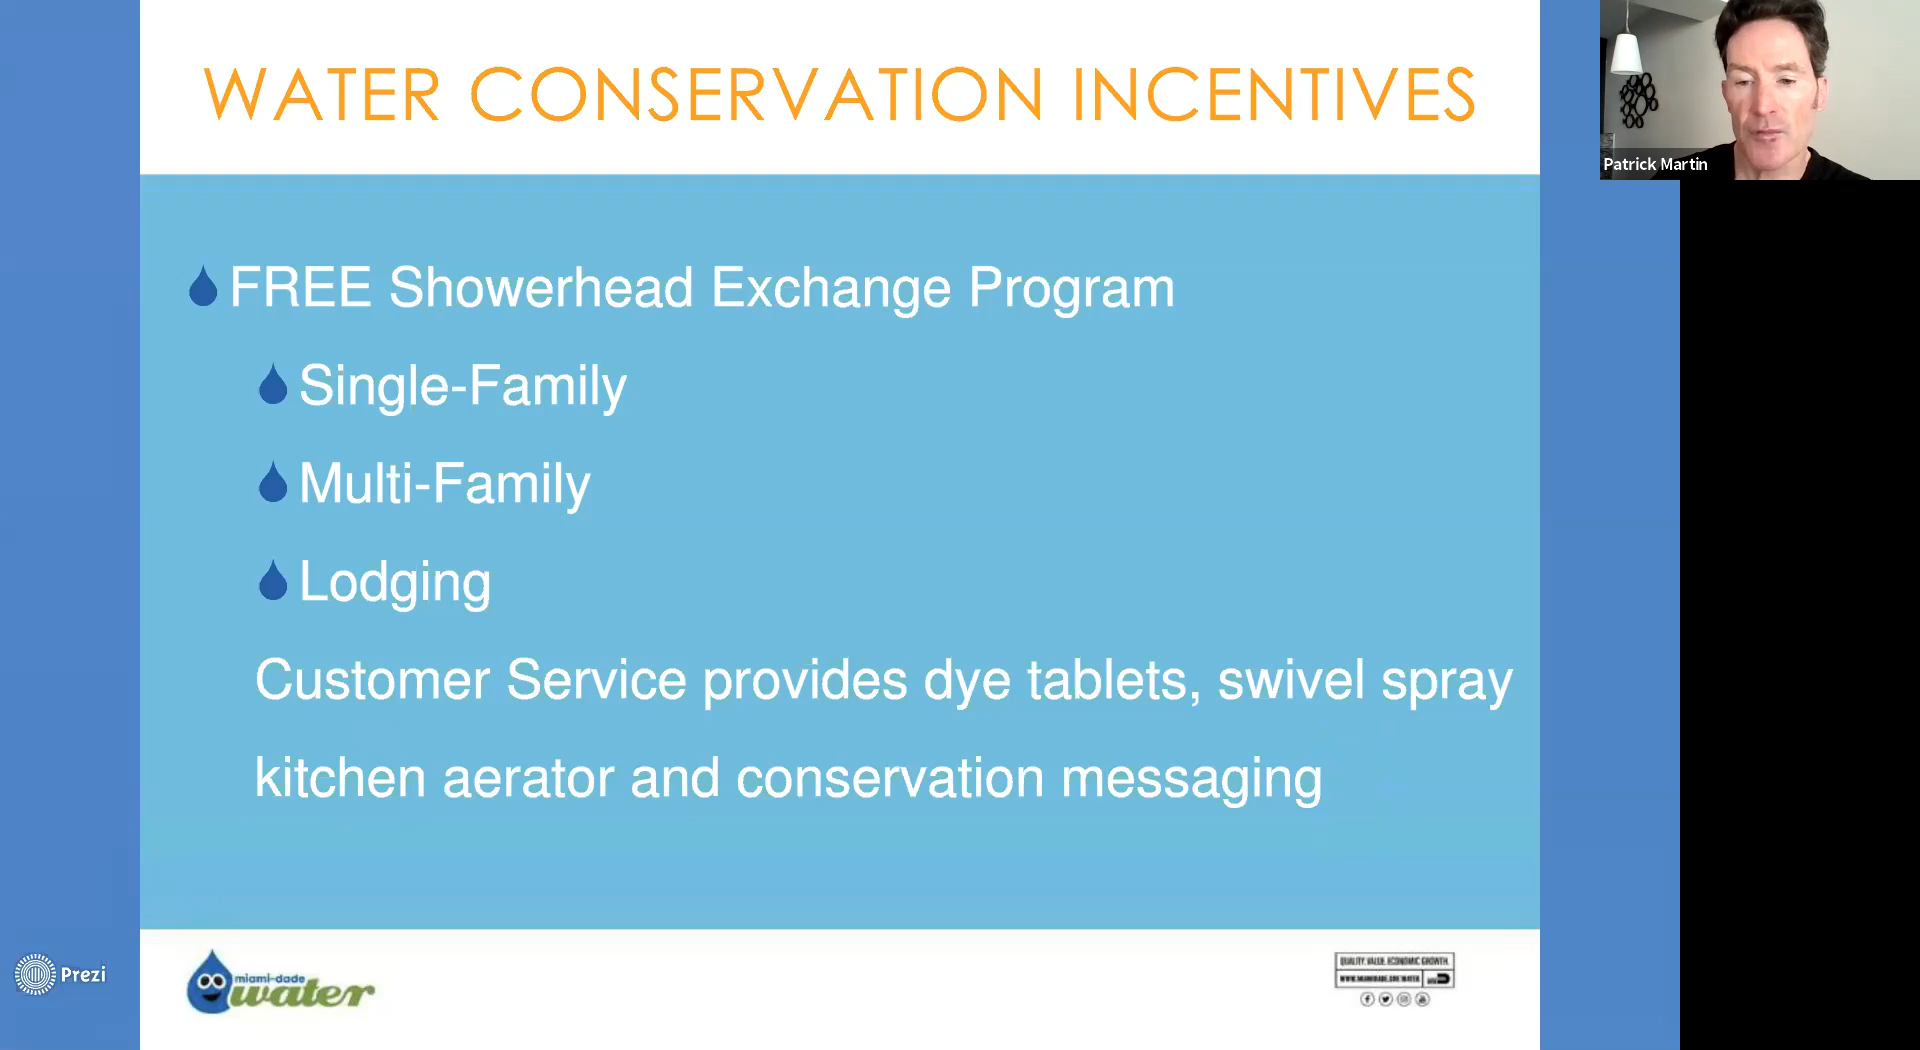 WATER CONSERVATION INCENTIVES
Patrick Martin
FREE Showerhead Exchange Program
Single-Family
Multi-Family
Lodging
Customer Service provides dye tablets, swivel spray
kitchen aerator and conservation messaging
Prezi
miami-dade
water
QUALITY. VALUE. ECONOMIC GROWTH.
WWW.MIAMIDADE.GOV/WATER